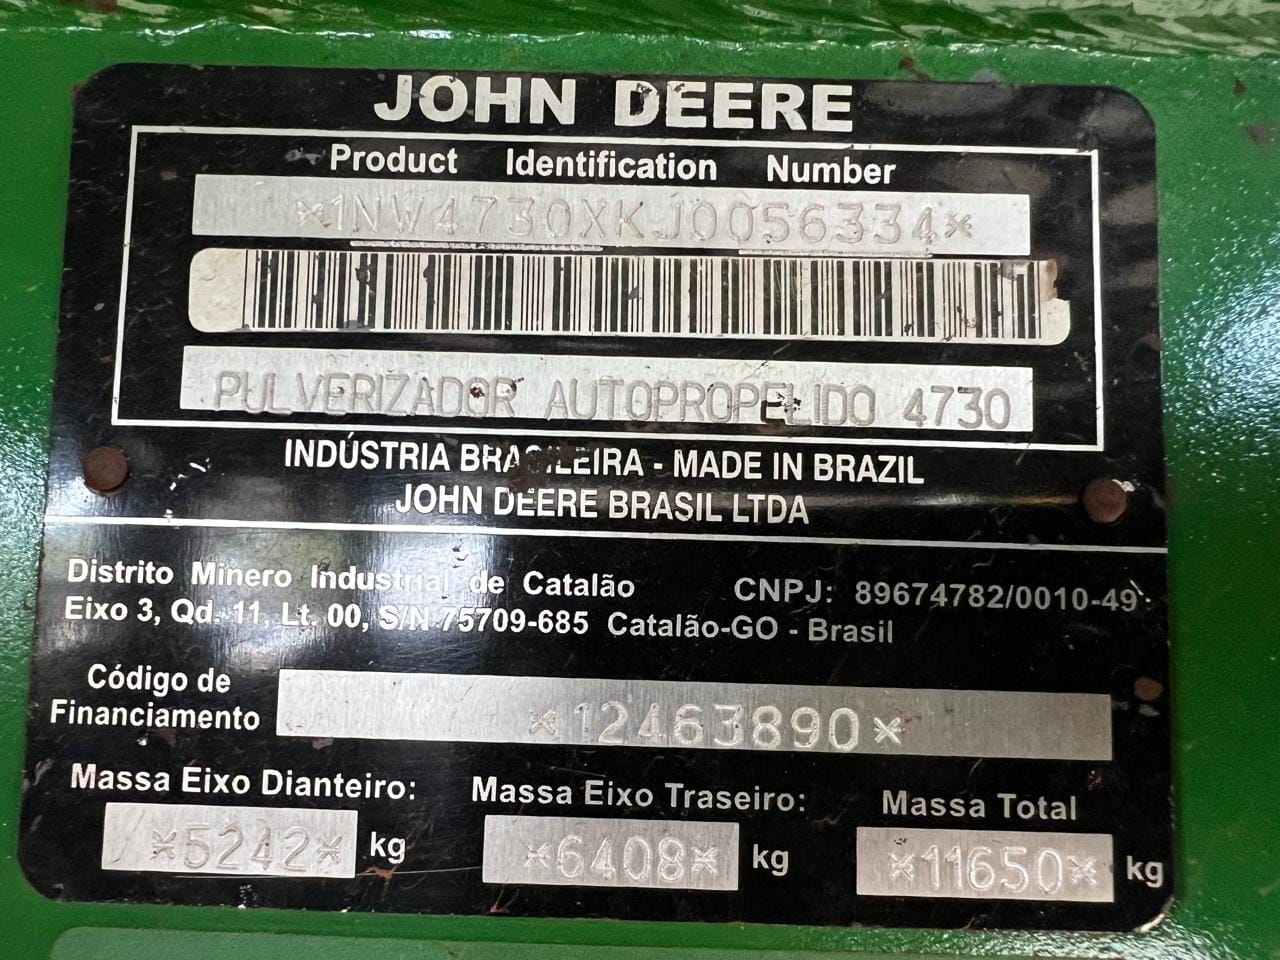 JOHN DEERE
Product Identification Number
*1NW4730XKJ0056334*
PULVERIZADOR AUTOPROPELIDO 4730
INDÚSTRIA BRASILEIRA - MADE IN BRAZIL
JOHN DEERE BRASIL LTDA
Distrito Minero Industrial de Catalão CNPJ: 89674782/0010-49
Eixo 3, Qd. 11, Lt. 00, S/N 75709-685 Catalão-GO - Brasil
Código de
Financiamento *12463890*
Massa Eixo Dianteiro: Massa Eixo Traseiro: Massa Total
*5242* kg *6408* kg *11650* kg